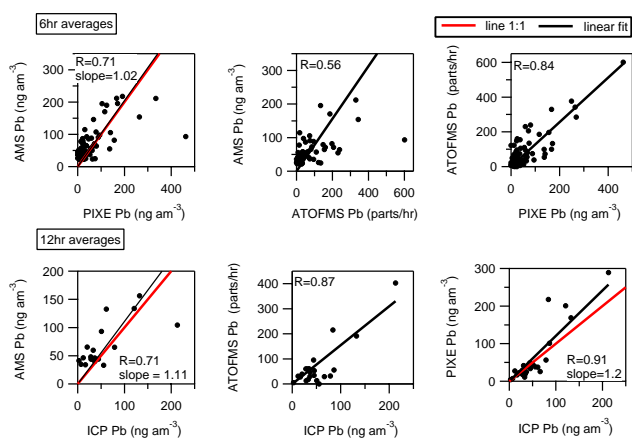 6hr averages
line 1:1 linear fit
AMS Pb (ng am-3)
300
200
100
0
R=0.71
slope=1.02
0 200 400
PIXE Pb (ng am-3)
AMS Pb (ng am-3)
300
200
100
0
R=0.56
0 200 400 600
ATOFMS Pb (parts/hr)
ATOFMS Pb (parts/hr)
600
400
200
0
R=0.84
0 200 400
PIXE Pb (ng am-3)
12hr averages
AMS Pb (ng am-3)
200
150
100
50
0
R=0.71
slope = 1.11
0 100 200
ICP Pb (ng am-3)
ATOFMS Pb (parts/hr)
600
400
200
0
R=0.87
0 100 200
ICP Pb (ng am-3)
PIXE Pb (ng am-3)
300
200
100
0
R=0.91
slope=1.2
0 100 200
ICP Pb (ng am-3)